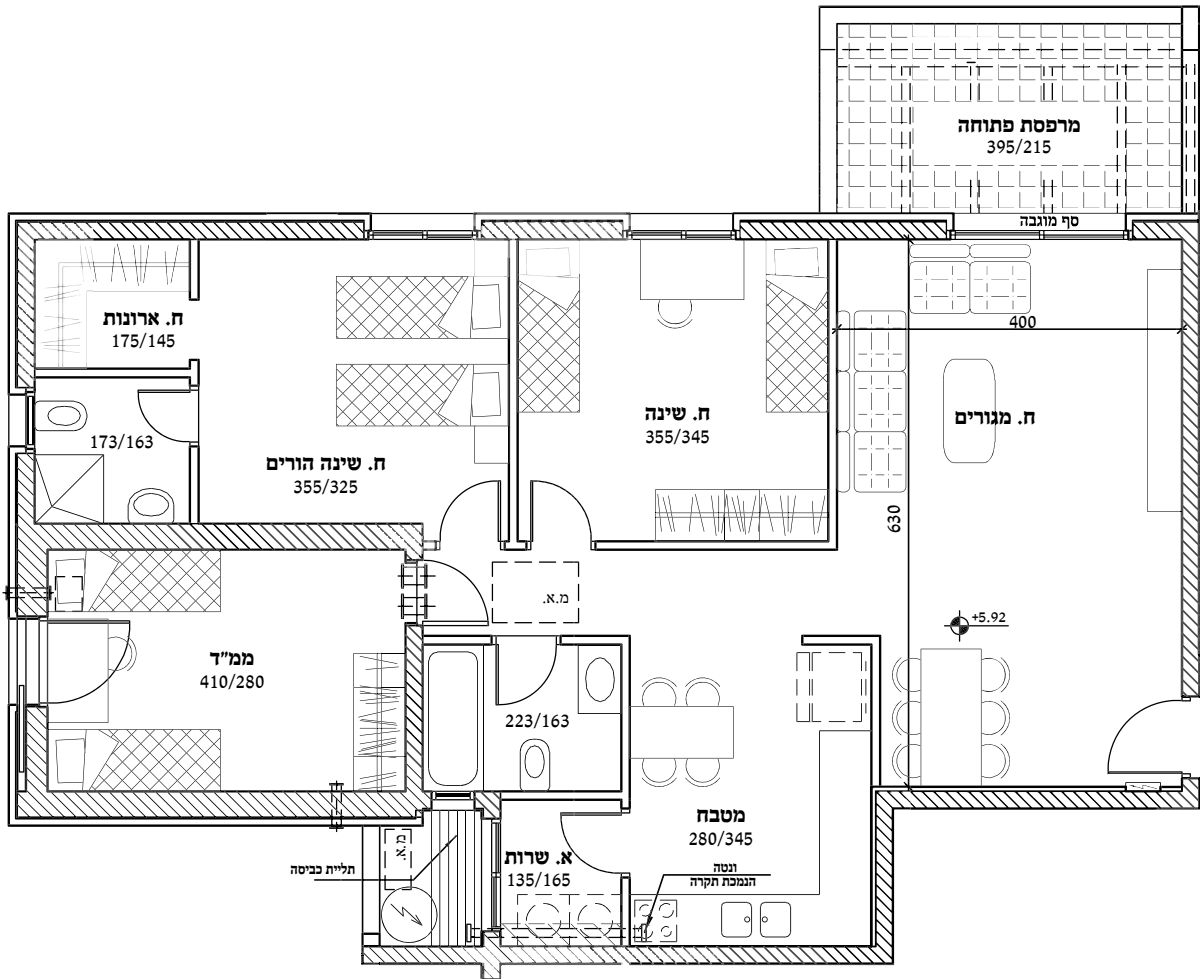 מרפסת פתוחה
395/215
סף מוגבה
ח. ארונות
175/145
400
ח. שינה
355/345
ח. מגורים
173/163
ח. שינה הורים
355/325
630
מ.א.
+5.92
ממ״ד
410/280
223/163
מטבח
280/345
מ.א.
תליית כביסה
א. שרות
135/165
ונטה
הנמכת תקרה